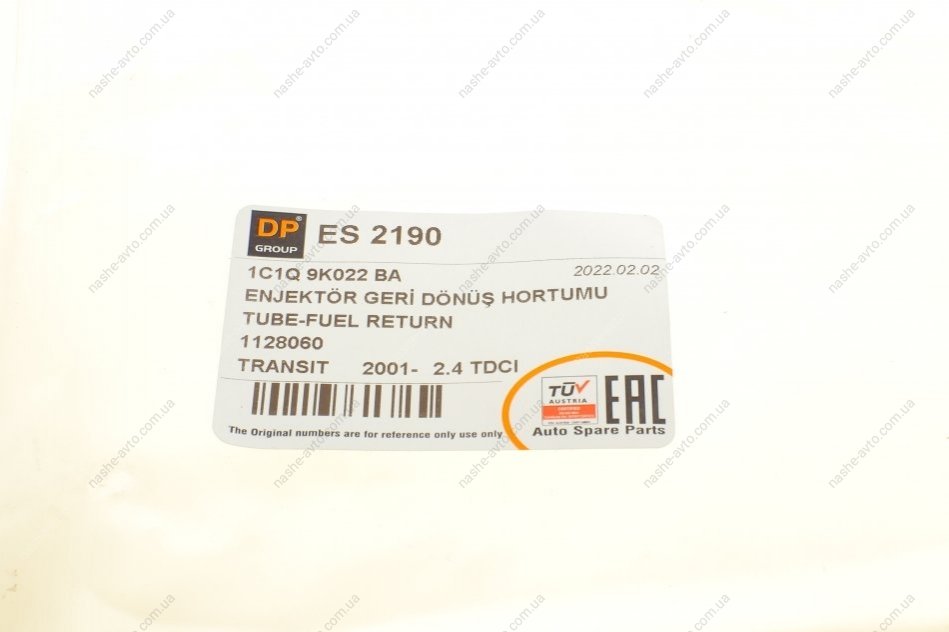 DP®
GROUP
ES 2190
1C1Q 9K022 BA
2022.02.02
ENJEKTÖR GERİ DÖNÜŞ HORTUMU
TUBE-FUEL RETURN
1128060
TRANSIT 2001- 2.4 TDCI
The Original numbers are for reference only use only
TÜV
AUSTRIA
EAC
Auto Spare Parts
nashe-avto.com.ua